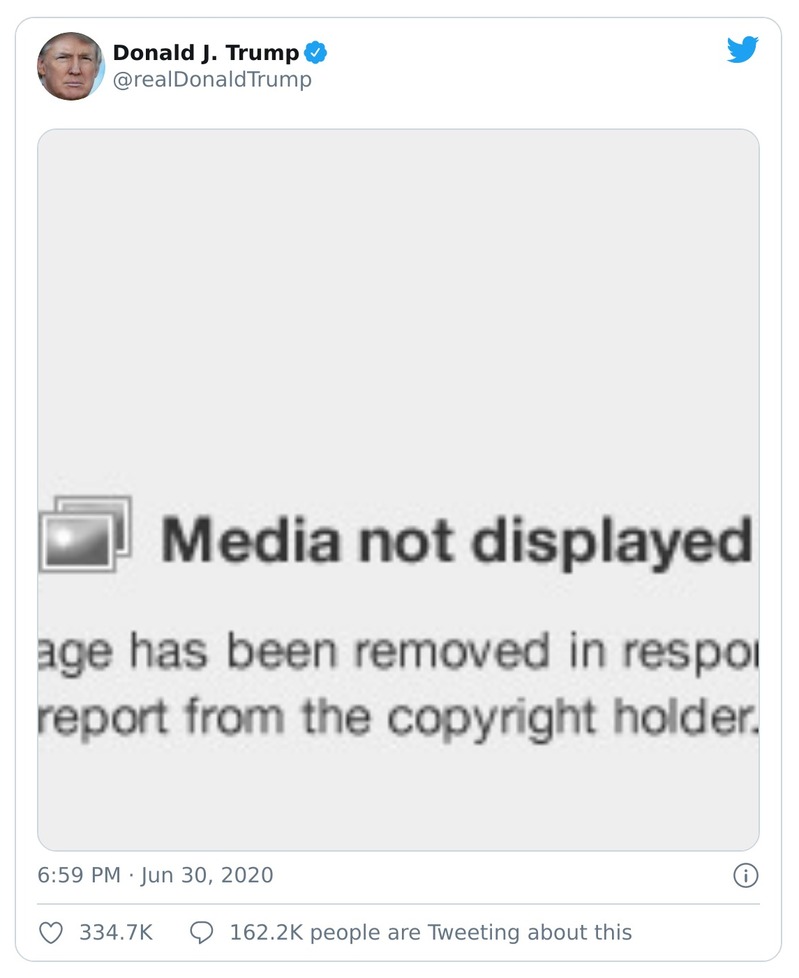 Donald J. Trump
@realDonaldTrump
Media not displayed
age has been removed in respo
report from the copyright holder.
6:59 PM · Jun 30, 2020
334.7K 162.2K people are Tweeting about this